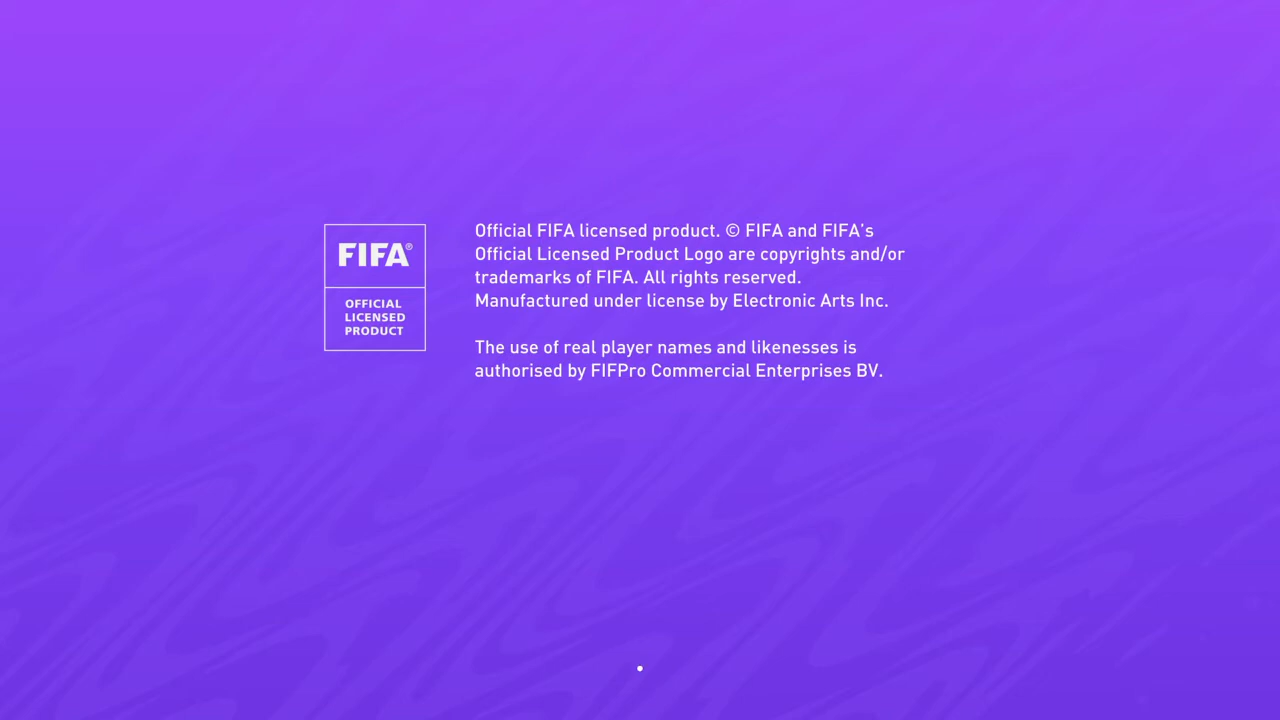 FIFA®
OFFICIAL
LICENSED
PRODUCT
Official FIFA licensed product. © FIFA and FIFA's
Official Licensed Product Logo are copyrights and/or
trademarks of FIFA. All rights reserved.
Manufactured under license by Electronic Arts Inc.
The use of real player names and likenesses is
authorised by FIFPro Commercial Enterprises BV.